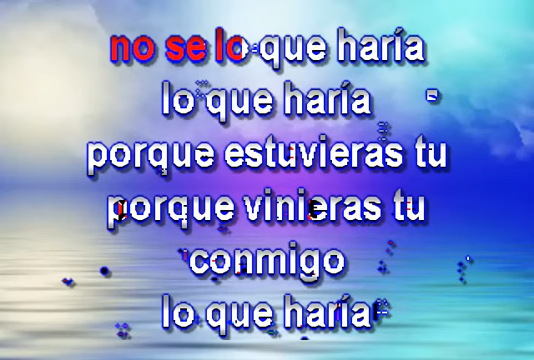 no se lo que haría
lo que haría
porque estuvieras tu
porque vinieras tu
conmigo
lo que haría